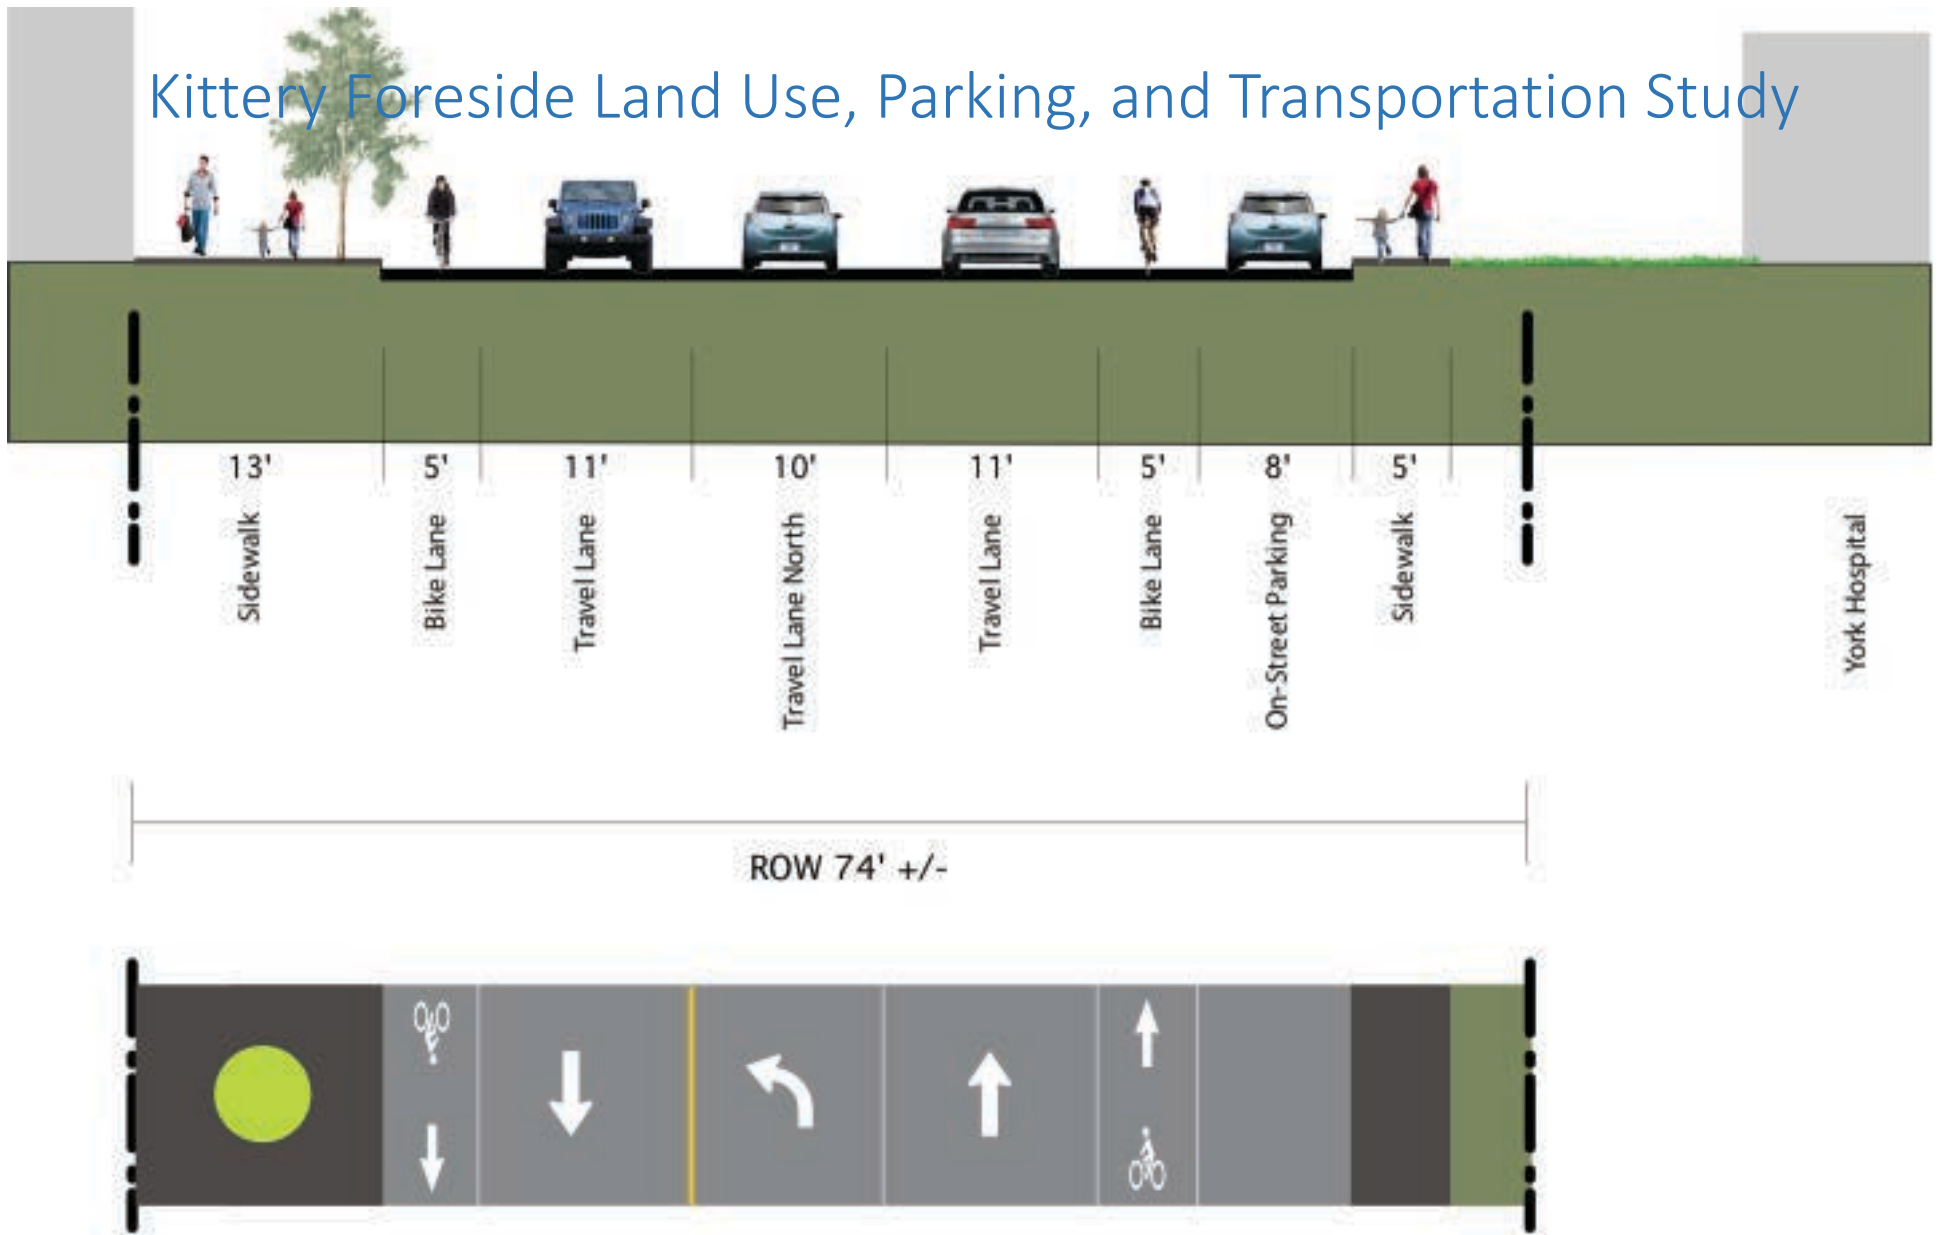 Kittery Foreside Land Use, Parking, and Transportation Study
13' 5' 11' 10' 11' 5' 8' 5'
Sidewalk
Bike Lane
Travel Lane
Travel Lane North
Travel Lane
Bike Lane
On-Street Parking
Sidewalk
York Hospital
ROW 74' +/-